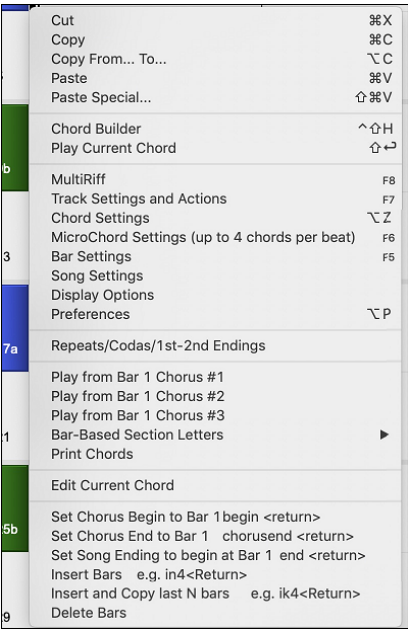 Cut ⌘X
Copy ⌘C
Copy From... To... ⌥C
Paste ⌘V
Paste Special... ⇧⌘V
Chord Builder ^⇧H
Play Current Chord ⇧↩
MultiRiff F8
Track Settings and Actions F7
Chord Settings ⌥Z
MicroChord Settings (up to 4 chords per beat) F6
Bar Settings F5
Song Settings
Display Options
Preferences ⌥P
Repeats/Codas/1st-2nd Endings
Play from Bar 1 Chorus #1
Play from Bar 1 Chorus #2
Play from Bar 1 Chorus #3
Bar-Based Section Letters ▶
Print Chords
Edit Current Chord
Set Chorus Begin to Bar 1 begin <return>
Set Chorus End to Bar 1 chorusend <return>
Set Song Ending to begin at Bar 1 end <return>
Insert Bars e.g. in4<Return>
Insert and Copy last N bars e.g. ik4<Return>
Delete Bars
b
3
7a
1
5b
9